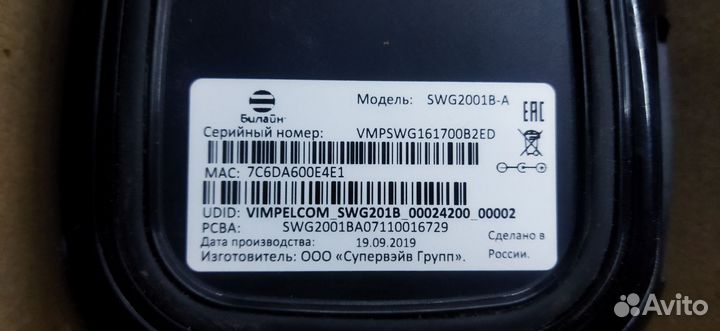 Билайн
Модель: SWG2001B-A
EAC
Серийный номер: VMPSWG161700B2ED
MAC: 7C6DA600E4E1
UDID: VIMPELCOM_SWG201B_00024200_00002
PCBA: SWG2001BA07110016729
Дата производства: 19.09.2019
Сделано в
России.
Изготовитель: ООО «Супервэйв Групп».
Avito